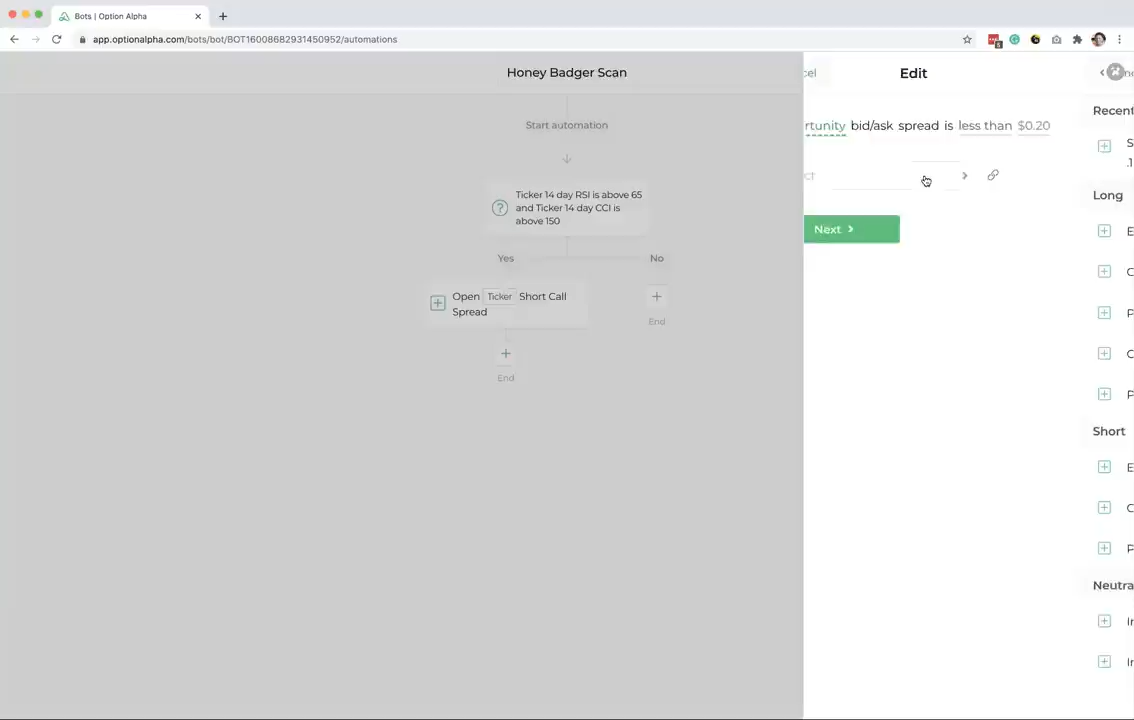 Bots | Option Alpha
app.optionalpha.com/bots/bot/BOT16008682931450952/automations
5
Honey Badger Scan
Edit
Start automation
Recent
rtunity bid/ask spread is less than $0.20
Ticker 14 day RSI is above 65
and Ticker 14 day CCI is
above 150
Next
Long
Yes
No
Open Ticker Short Call
Spread
End
End
Short
Neutra